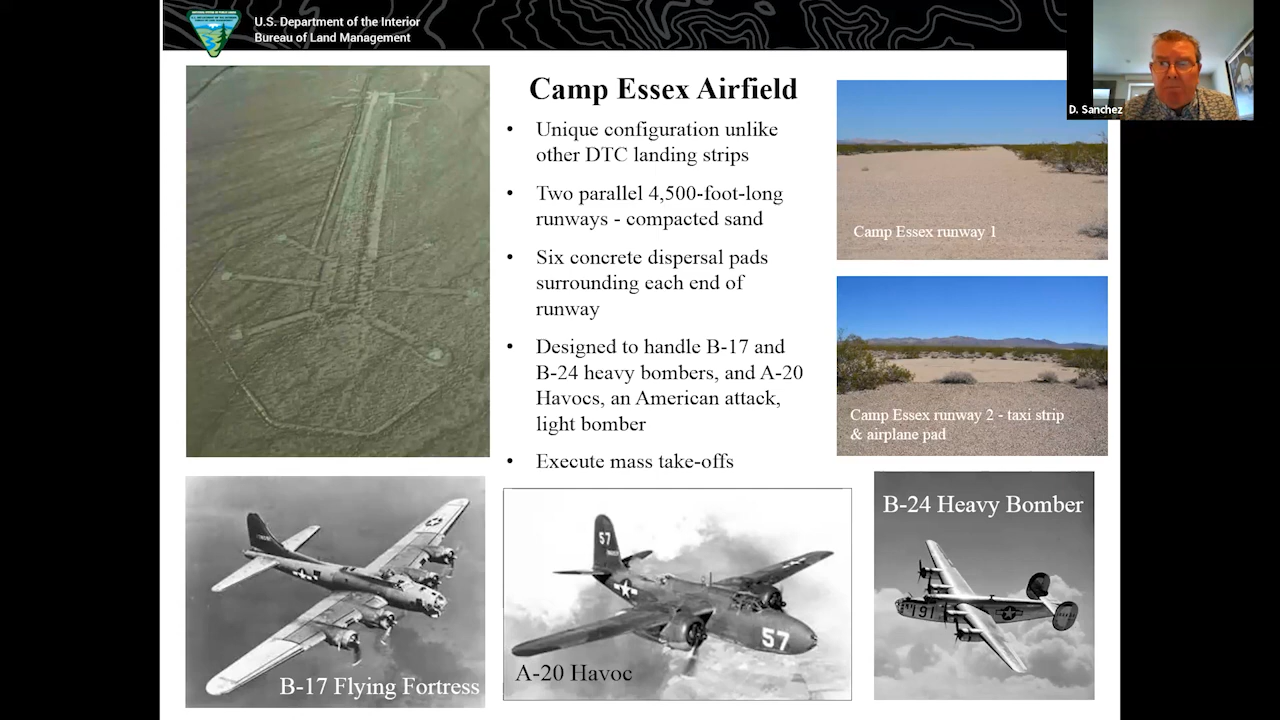 U.S. Department of the Interior
Bureau of Land Management
D. Sanchez
Camp Essex Airfield
• Unique configuration unlike
other DTC landing strips
• Two parallel 4,500-foot-long
runways - compacted sand
• Six concrete dispersal pads
surrounding each end of
runway
• Designed to handle B-17 and
B-24 heavy bombers, and A-20
Havocs, an American attack,
light bomber
• Execute mass take-offs
Camp Essex runway 1
Camp Essex runway 2 - taxi strip
& airplane pad
B-17 Flying Fortress
57
57
A-20 Havoc
B-24 Heavy Bomber
191